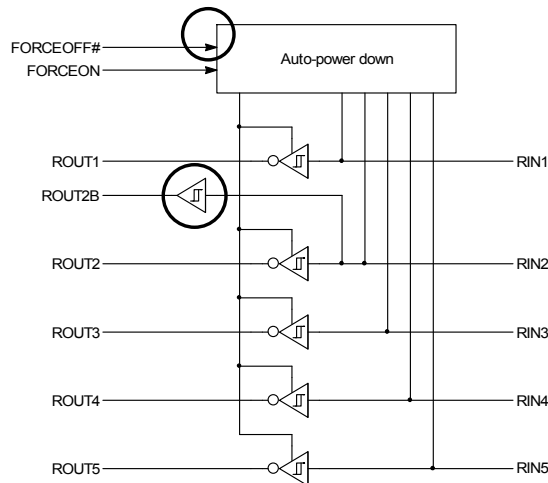 FORCEOFF#
FORCEON
Auto-power down
ROUT1
RIN1
ROUT2B
ROUT2
RIN2
ROUT3
RIN3
ROUT4
RIN4
ROUT5
RIN5